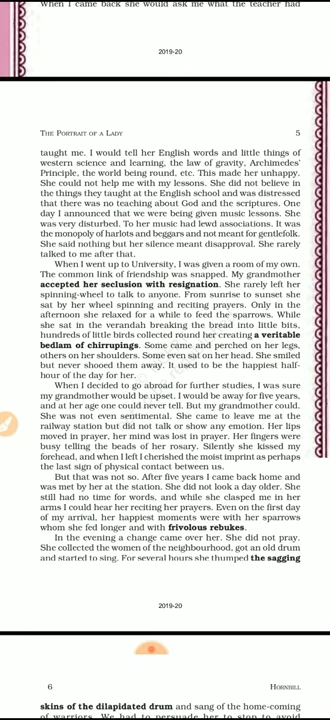 when I came back she would ask me what the teacher had
2019-20
THE PORTRAIT OF A LADY 5
taught me. I would tell her English words and little things of
western science and learning, the law of gravity, Archimedes'
Principle, the world being round, etc. This made her unhappy.
She could not help me with my lessons. She did not believe in
the things they taught at the English school and was distressed
that there was no teaching about God and the scriptures. One
day I announced that we were being given music lessons. She
was very disturbed. To her music had lewd associations. It was
the monopoly of harlots and beggars and not meant for gentlefolk.
She said nothing but her silence meant disapproval. She rarely
talked to me after that.
When I went up to University, I was given a room of my own.
The common link of friendship was snapped. My grandmother
accepted her seclusion with resignation. She rarely left her
spinning-wheel to talk to anyone. From sunrise to sunset she
sat by her wheel spinning and reciting prayers. Only in the
afternoon she relaxed for a while to feed the sparrows. While
she sat in the verandah breaking the bread into little bits,
hundreds of little birds collected round her creating a veritable
bedlam of chirrupings. Some came and perched on her legs,
others on her shoulders. Some even sat on her head. She smiled
but never shooed them away. It used to be the happiest half-
hour of the day for her.
When I decided to go abroad for further studies, I was sure
my grandmother would be upset. I would be away for five years,
and at her age one could never tell. But my grandmother could.
She was not even sentimental. She came to leave me at the
railway station but did not talk or show any emotion. Her lips
moved in prayer, her mind was lost in prayer. Her fingers were
busy telling the beads of her rosary. Silently she kissed my
forehead, and when I left I cherished the moist imprint as perhaps
the last sign of physical contact between us.
But that was not so. After five years I came back home and
was met by her at the station. She did not look a day older. She
still had no time for words, and while she clasped me in her
arms I could hear her reciting her prayers. Even on the first day
of my arrival, her happiest moments were with her sparrows
whom she fed longer and with frivolous rebukes.
In the evening a change came over her. She did not pray.
She collected the women of the neighbourhood, got an old drum
and started to sing. For several hours she thumped the sagging
2019-20
6 HORNBILL
skins of the dilapidated drum and sang of the home-coming
of warriors. We had to persuade her to stop to avoid